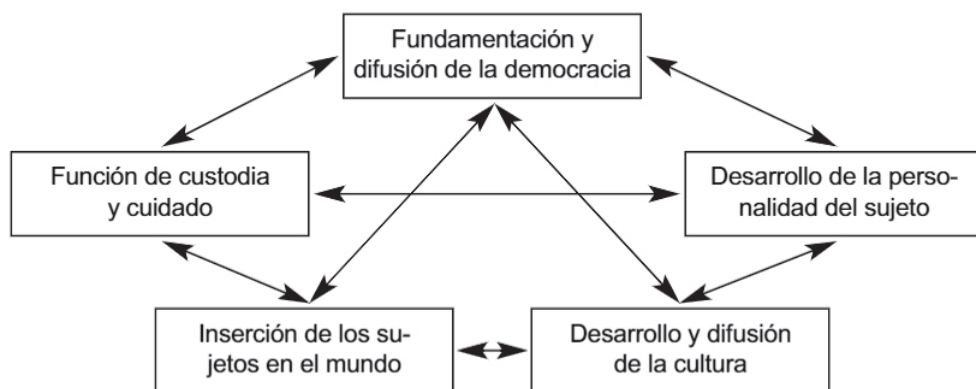 Fundamentación y
difusión de la democracia
Función de custodia
y cuidado
Desarrollo de la perso-
nalidad del sujeto
Inserción de los su-
jetos en el mundo
Desarrollo y difusión
de la cultura